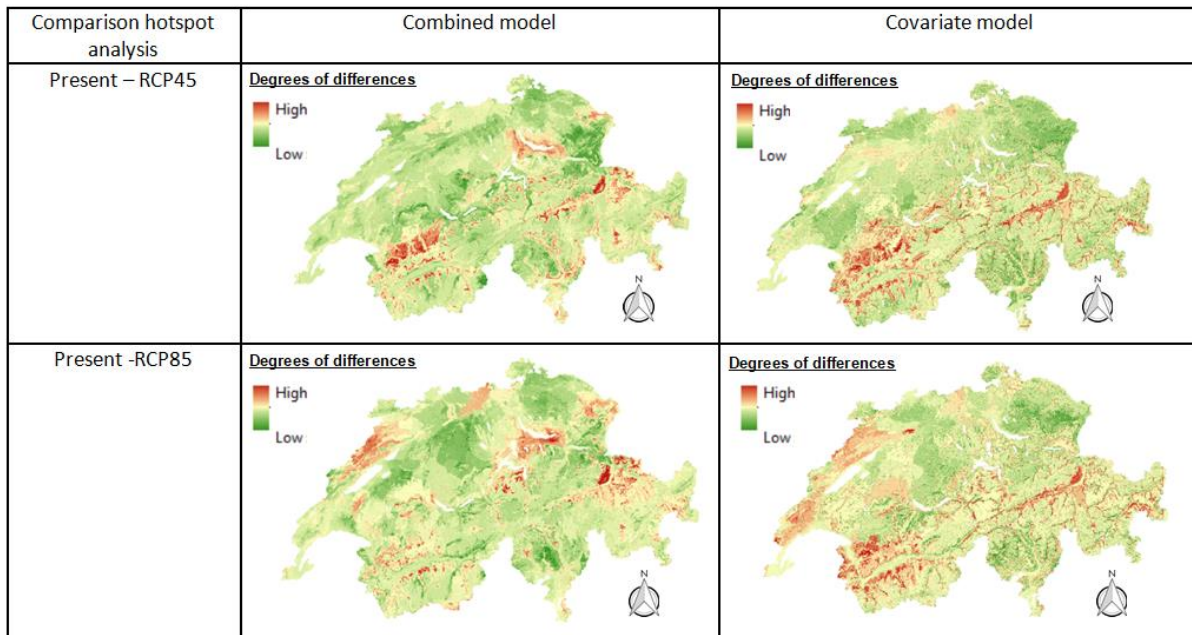 Comparison hotspot
analysis
Combined model
Covariate model
Present – RCP45
Degrees of differences
High
Low
N
Degrees of differences
High
Low
N
Present -RCP85
Degrees of differences
High
Low
N
Degrees of differences
High
Low
N